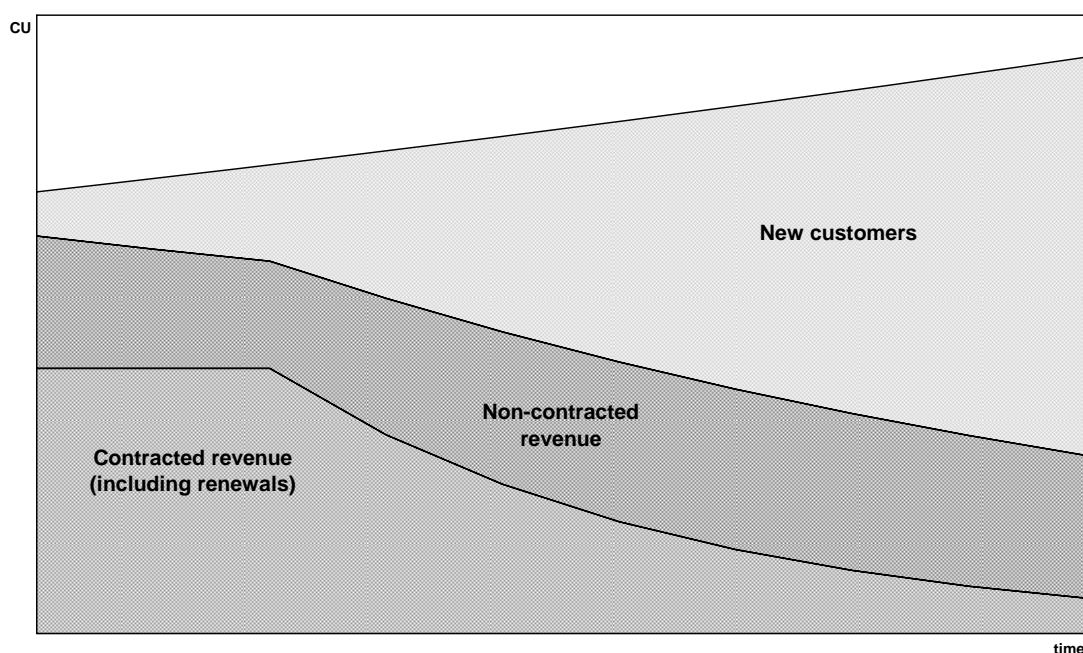 CU
New customers
Non-contracted
revenue
Contracted revenue
(including renewals)
time